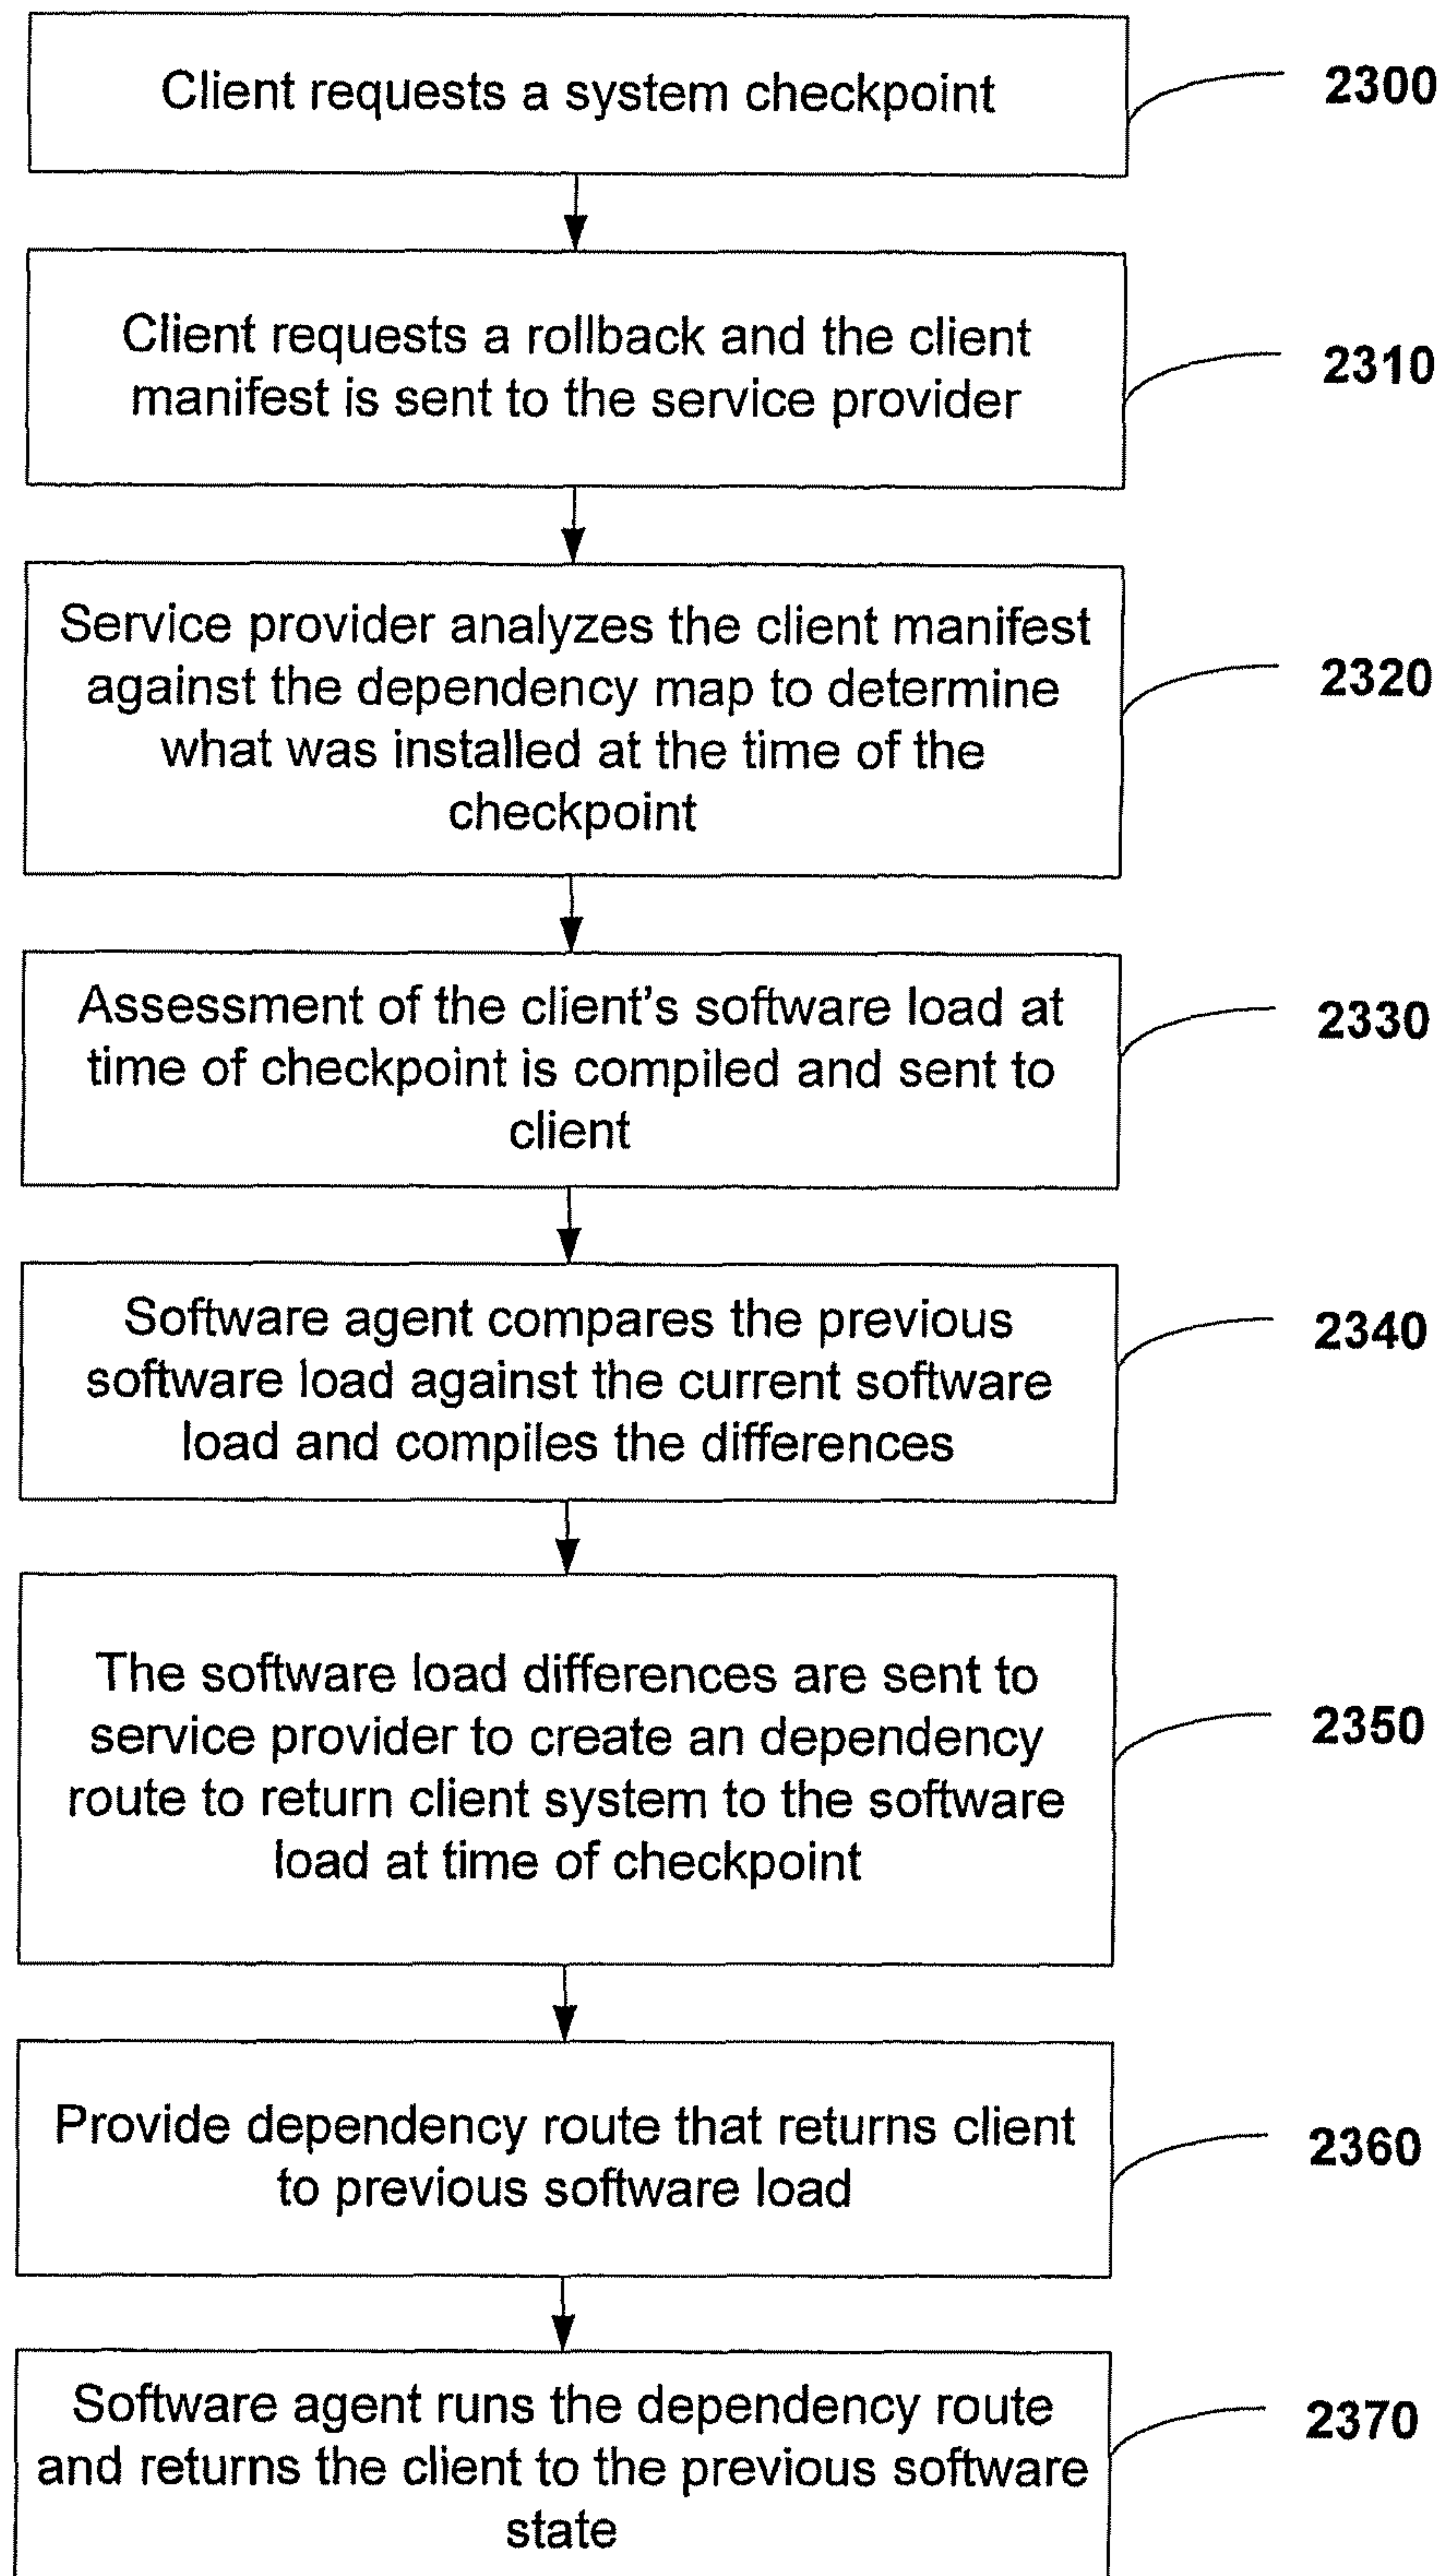 Client requests a system checkpoint
2300
Client requests a rollback and the client
manifest is sent to the service provider
2310
Service provider analyzes the client manifest
against the dependency map to determine
what was installed at the time of the
checkpoint
2320
Assessment of the client's software load at
time of checkpoint is compiled and sent to
client
2330
Software agent compares the previous
software load against the current software
load and compiles the differences
2340
The software load differences are sent to
service provider to create an dependency
route to return client system to the software
load at time of checkpoint
2350
Provide dependency route that returns client
to previous software load
2360
Software agent runs the dependency route
and returns the client to the previous software
state
2370